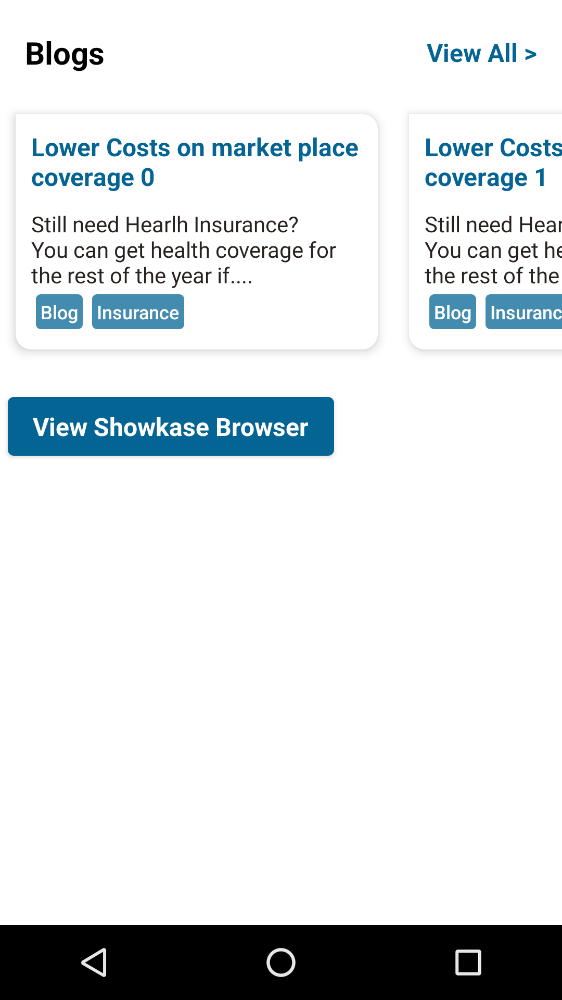 Blogs
View All >
Lower Costs on market place
coverage 0
Still need Hearlh Insurance?
You can get health coverage for
the rest of the year if....
Blog Insurance
Lower Costs
coverage 1
Still need Hear
You can get he
the rest of the
Blog Insuranc
View Showkase Browser